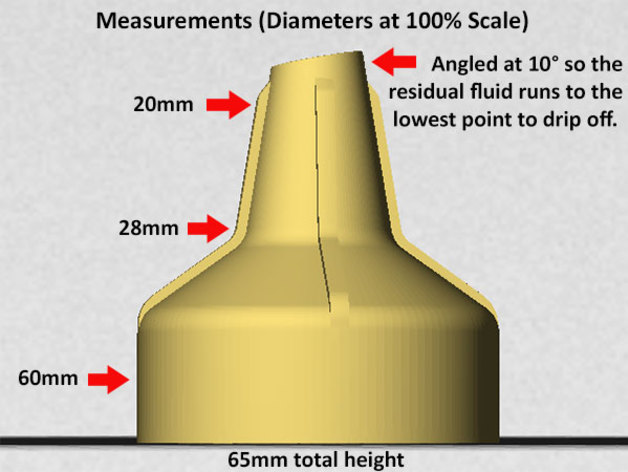 Measurements (Diameters at 100% Scale)
Angled at 10° so the
residual fluid runs to the
lowest point to drip off.
20mm
28mm
60mm
65mm total height